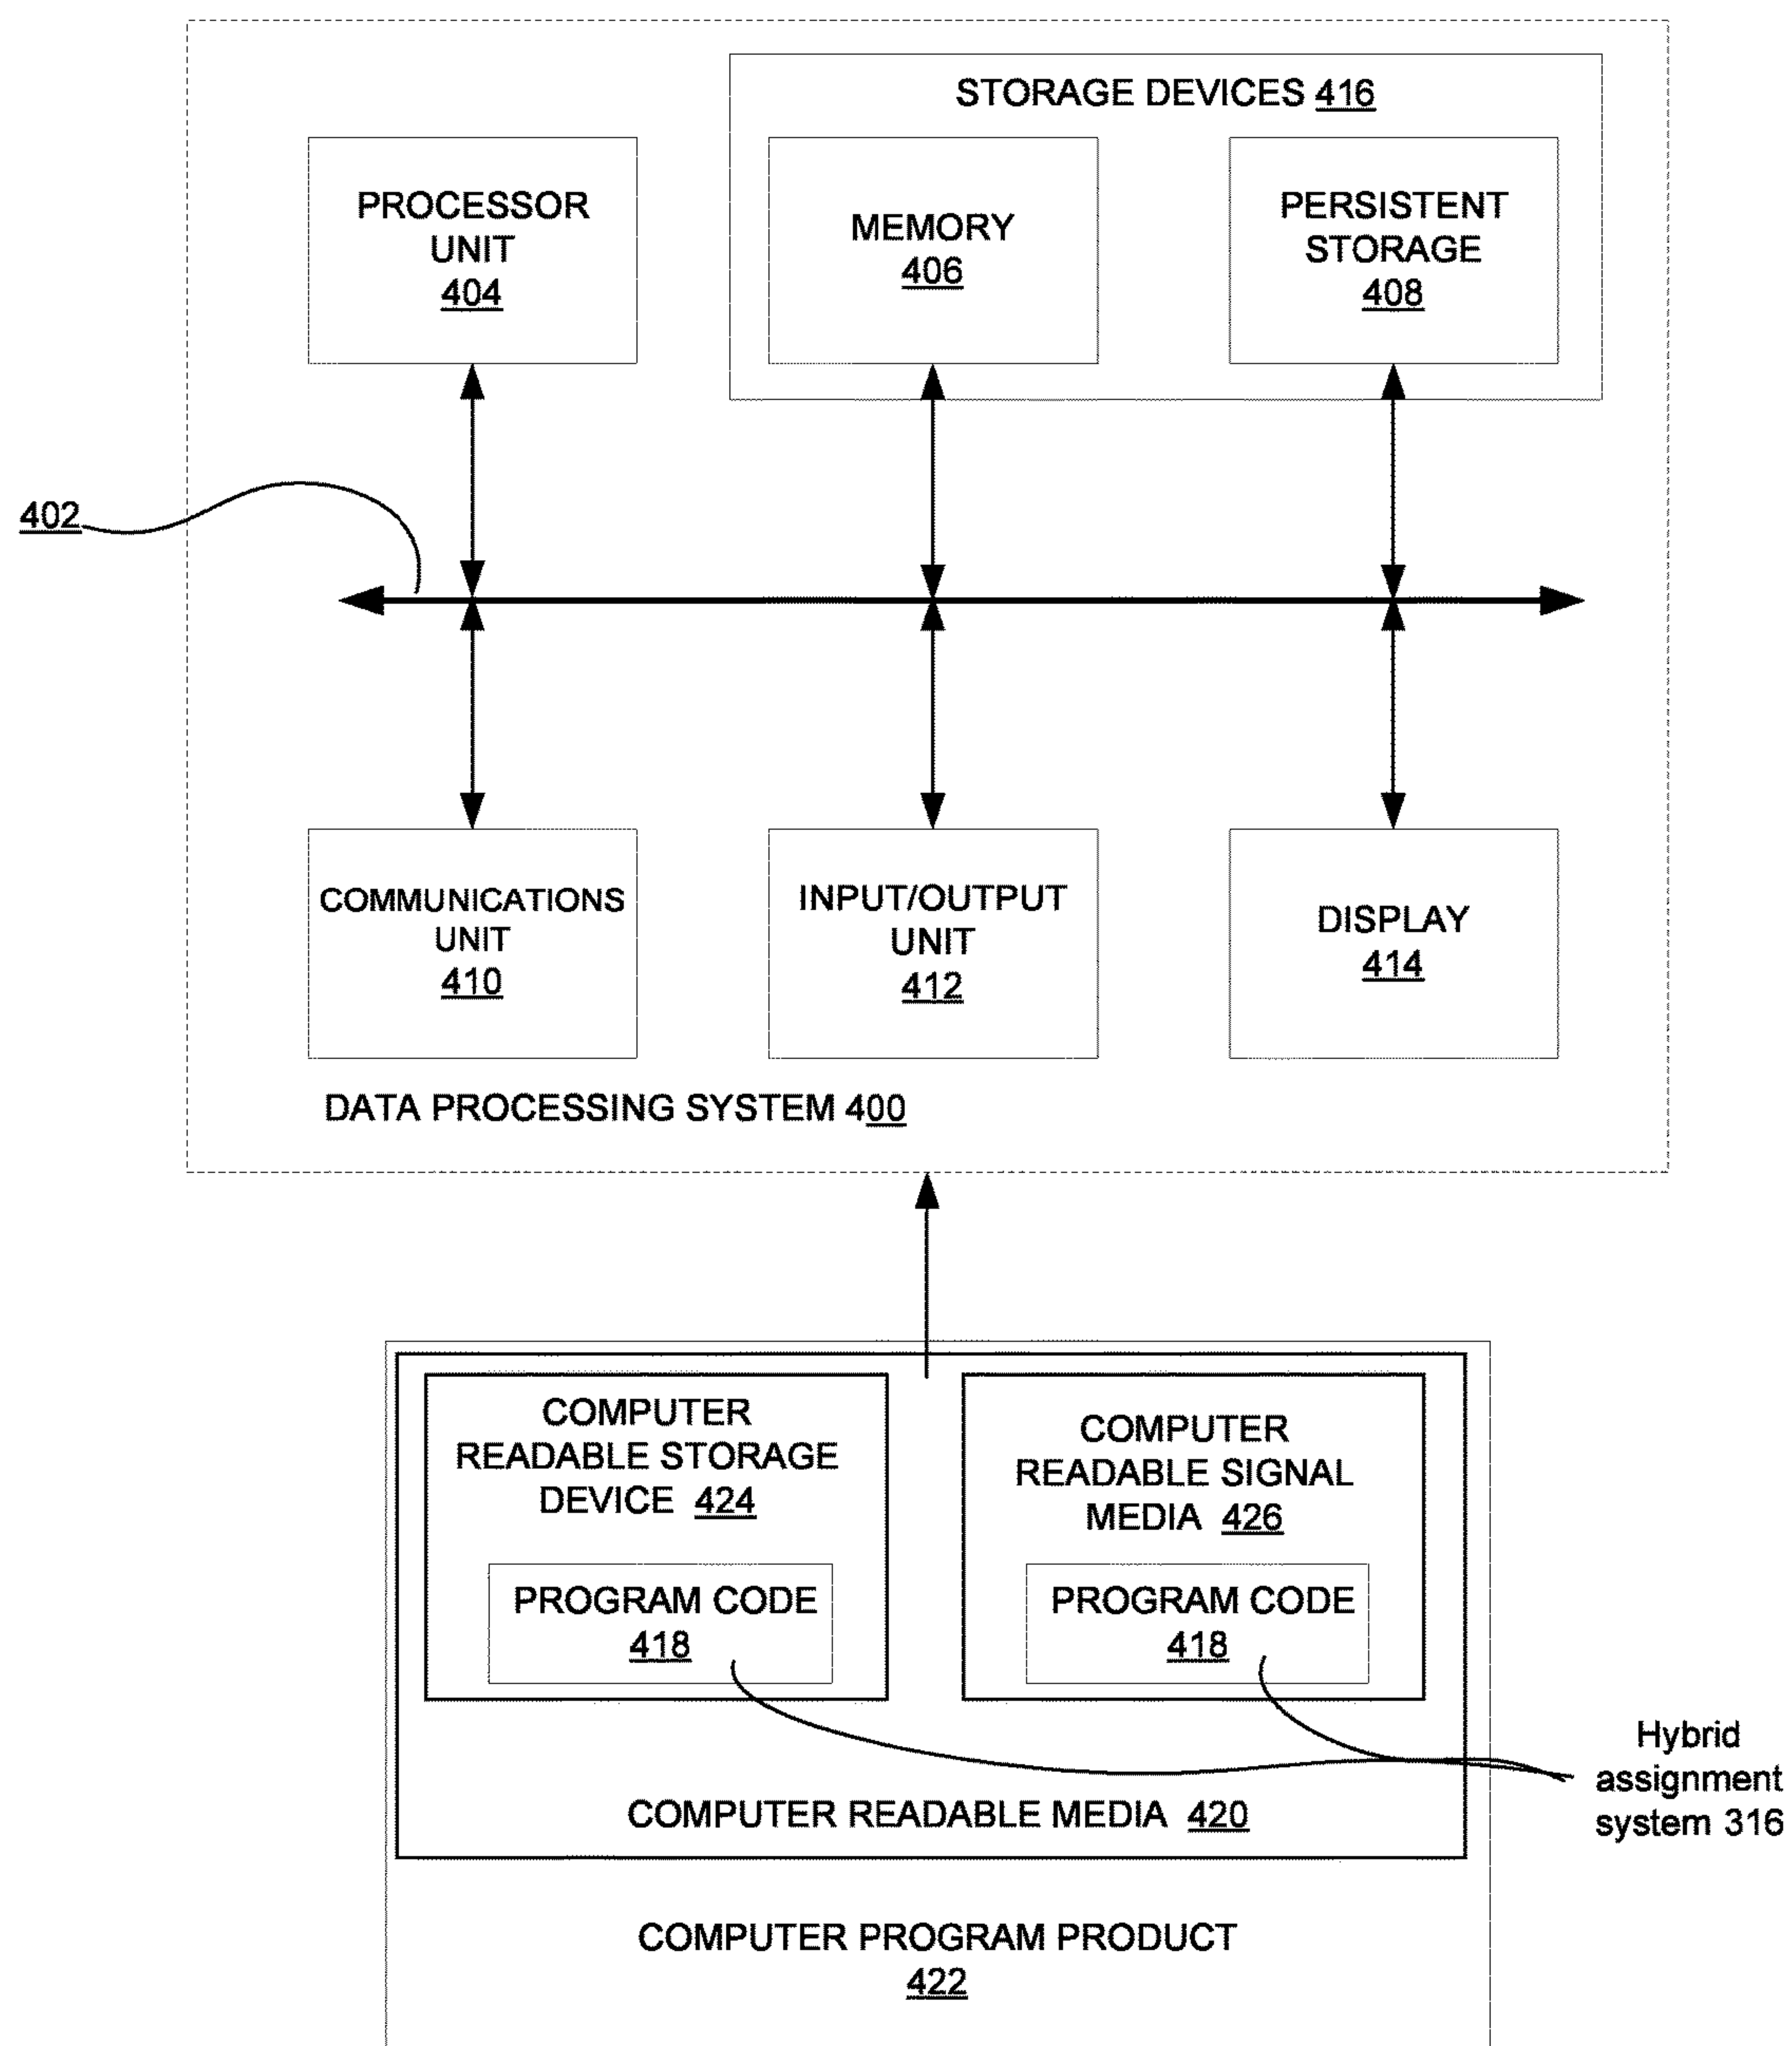 STORAGE DEVICES 416
PROCESSOR
UNIT
404
MEMORY
406
PERSISTENT
STORAGE
408
402
COMMUNICATIONS
UNIT
410
INPUT/OUTPUT
UNIT
412
DISPLAY
414
DATA PROCESSING SYSTEM 400
COMPUTER
READABLE STORAGE
DEVICE 424
PROGRAM CODE
418
COMPUTER
READABLE SIGNAL
MEDIA 426
PROGRAM CODE
418
Hybrid
assignment
system 316
COMPUTER READABLE MEDIA 420
COMPUTER PROGRAM PRODUCT
422